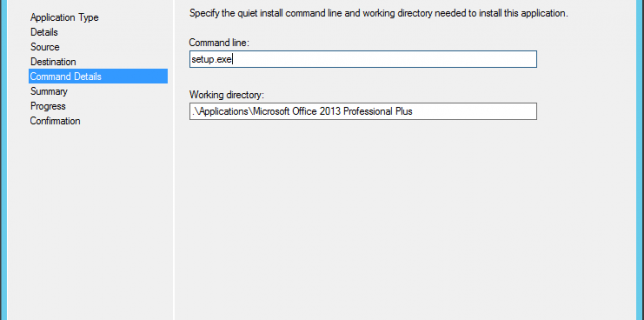 Application Type
Details
Source
Destination
Command Details
Summary
Progress
Confirmation
Specify the quiet install command line and working directory needed to install this application.
Command line:
setup.exe
Working directory:
.\Applications\Microsoft Office 2013 Professional Plus